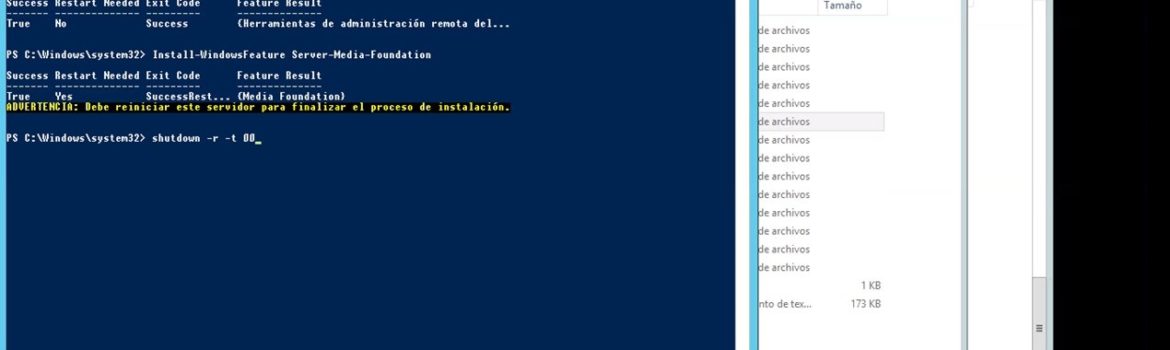 Success Restart Needed Exit Code Feature Result
------- -------------- --------- --------------
True No Success {Herramientas de administración remota del...
PS C:\Windows\system32> Install-WindowsFeature Server-Media-Foundation
Success Restart Needed Exit Code Feature Result
------- -------------- --------- --------------
True Yes SuccessRest... {Media Foundation}
ADVERTENCIA: Debe reiniciar este servidor para finalizar el proceso de instalación.
PS C:\Windows\system32> shutdown -r -t 00_
Tamaño
de archivos
de archivos
de archivos
de archivos
de archivos
de archivos
de archivos
de archivos
de archivos
de archivos
de archivos
de archivos
de archivos
de archivos
1 KB
nto de tex... 173 KB